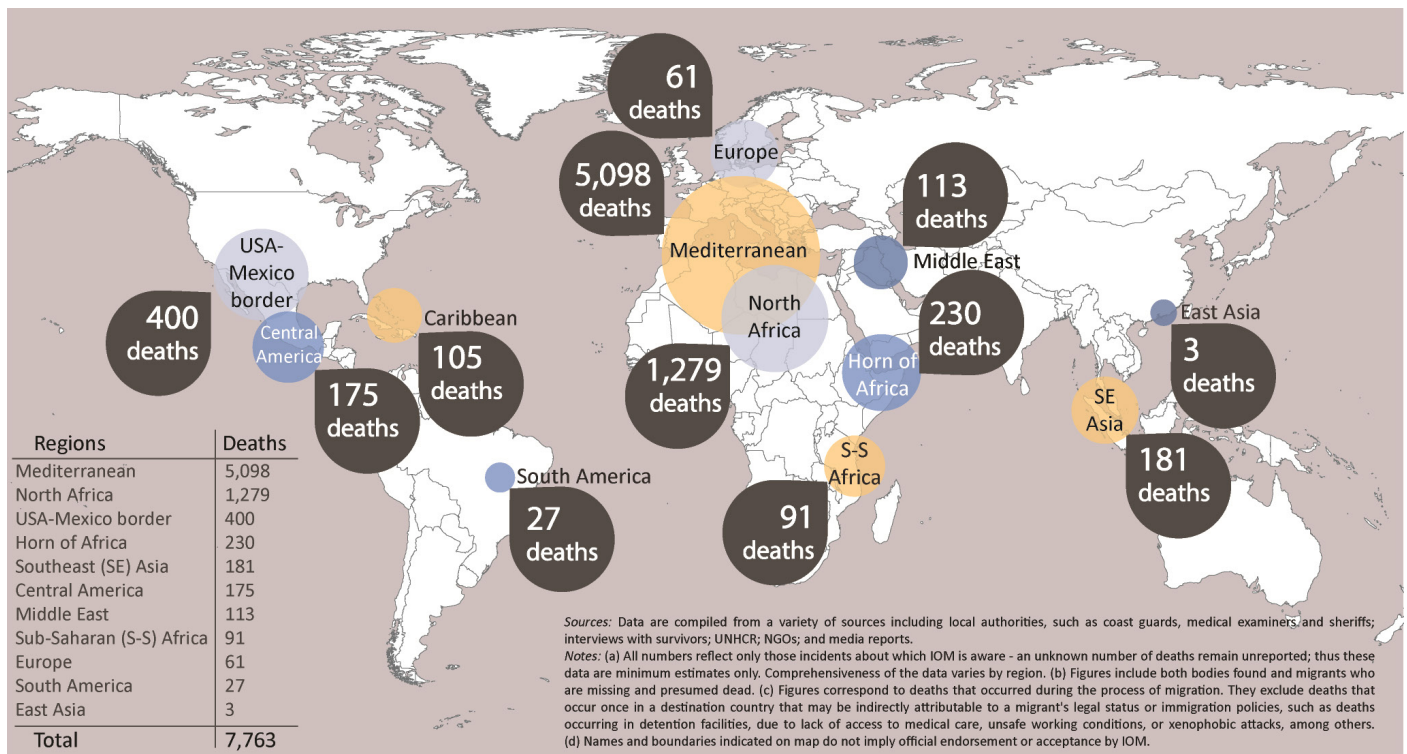 61
deaths
Europe
5,098
deaths
113
deaths
USA-
Mexico
border
Mediterranean
Middle East
400
deaths
Central
America
Caribbean
105
deaths
North
Africa
230
deaths
East Asia
3
deaths
175
deaths
1,279
deaths
Horn of
Africa
SE
Asia
181
deaths
South America
27
deaths
S-S
Africa
91
deaths
Regions Deaths
Mediterranean 5,098
North Africa 1,279
USA-Mexico border 400
Horn of Africa 230
Southeast (SE) Asia 181
Central America 175
Middle East 113
Sub-Saharan (S-S) Africa 91
Europe 61
South America 27
East Asia 3
Total 7,763
Sources: Data are compiled from a variety of sources including local authorities, such as coast guards, medical examiners and sheriffs;
interviews with survivors; UNHCR; NGOs; and media reports.
Notes: (a) All numbers reflect only those incidents about which IOM is aware - an unknown number of deaths remain unreported; thus these
data are minimum estimates only. Comprehensiveness of the data varies by region. (b) Figures include both bodies found and migrants who
are missing and presumed dead. (c) Figures correspond to deaths that occurred during the process of migration. They exclude deaths that
occur once in a destination country that may be indirectly attributable to a migrant's legal status or immigration policies, such as deaths
occurring in detention facilities, due to lack of access to medical care, unsafe working conditions, or xenophobic attacks, among others.
(d) Names and boundaries indicated on map do not imply official endorsement or acceptance by IOM.